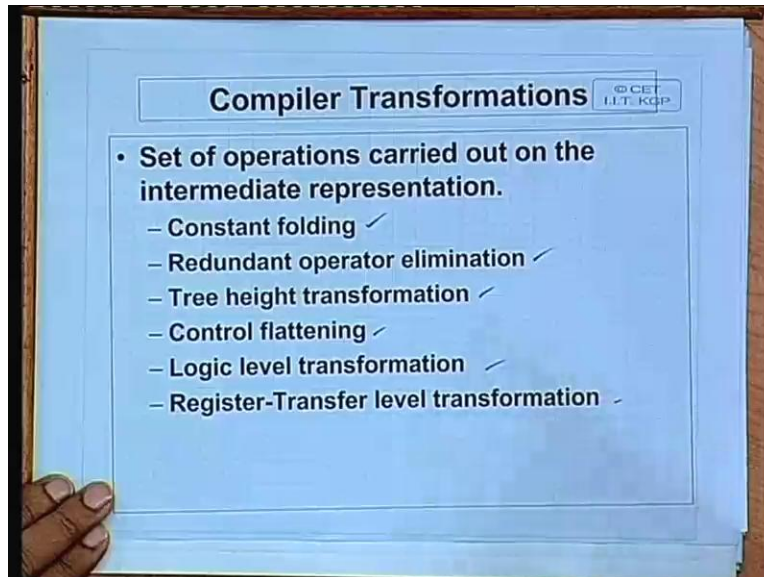 Compiler Transformations
© CET
I.I.T. KGP
• Set of operations carried out on the
intermediate representation.
– Constant folding
– Redundant operator elimination
– Tree height transformation
– Control flattening
– Logic level transformation
– Register-Transfer level transformation